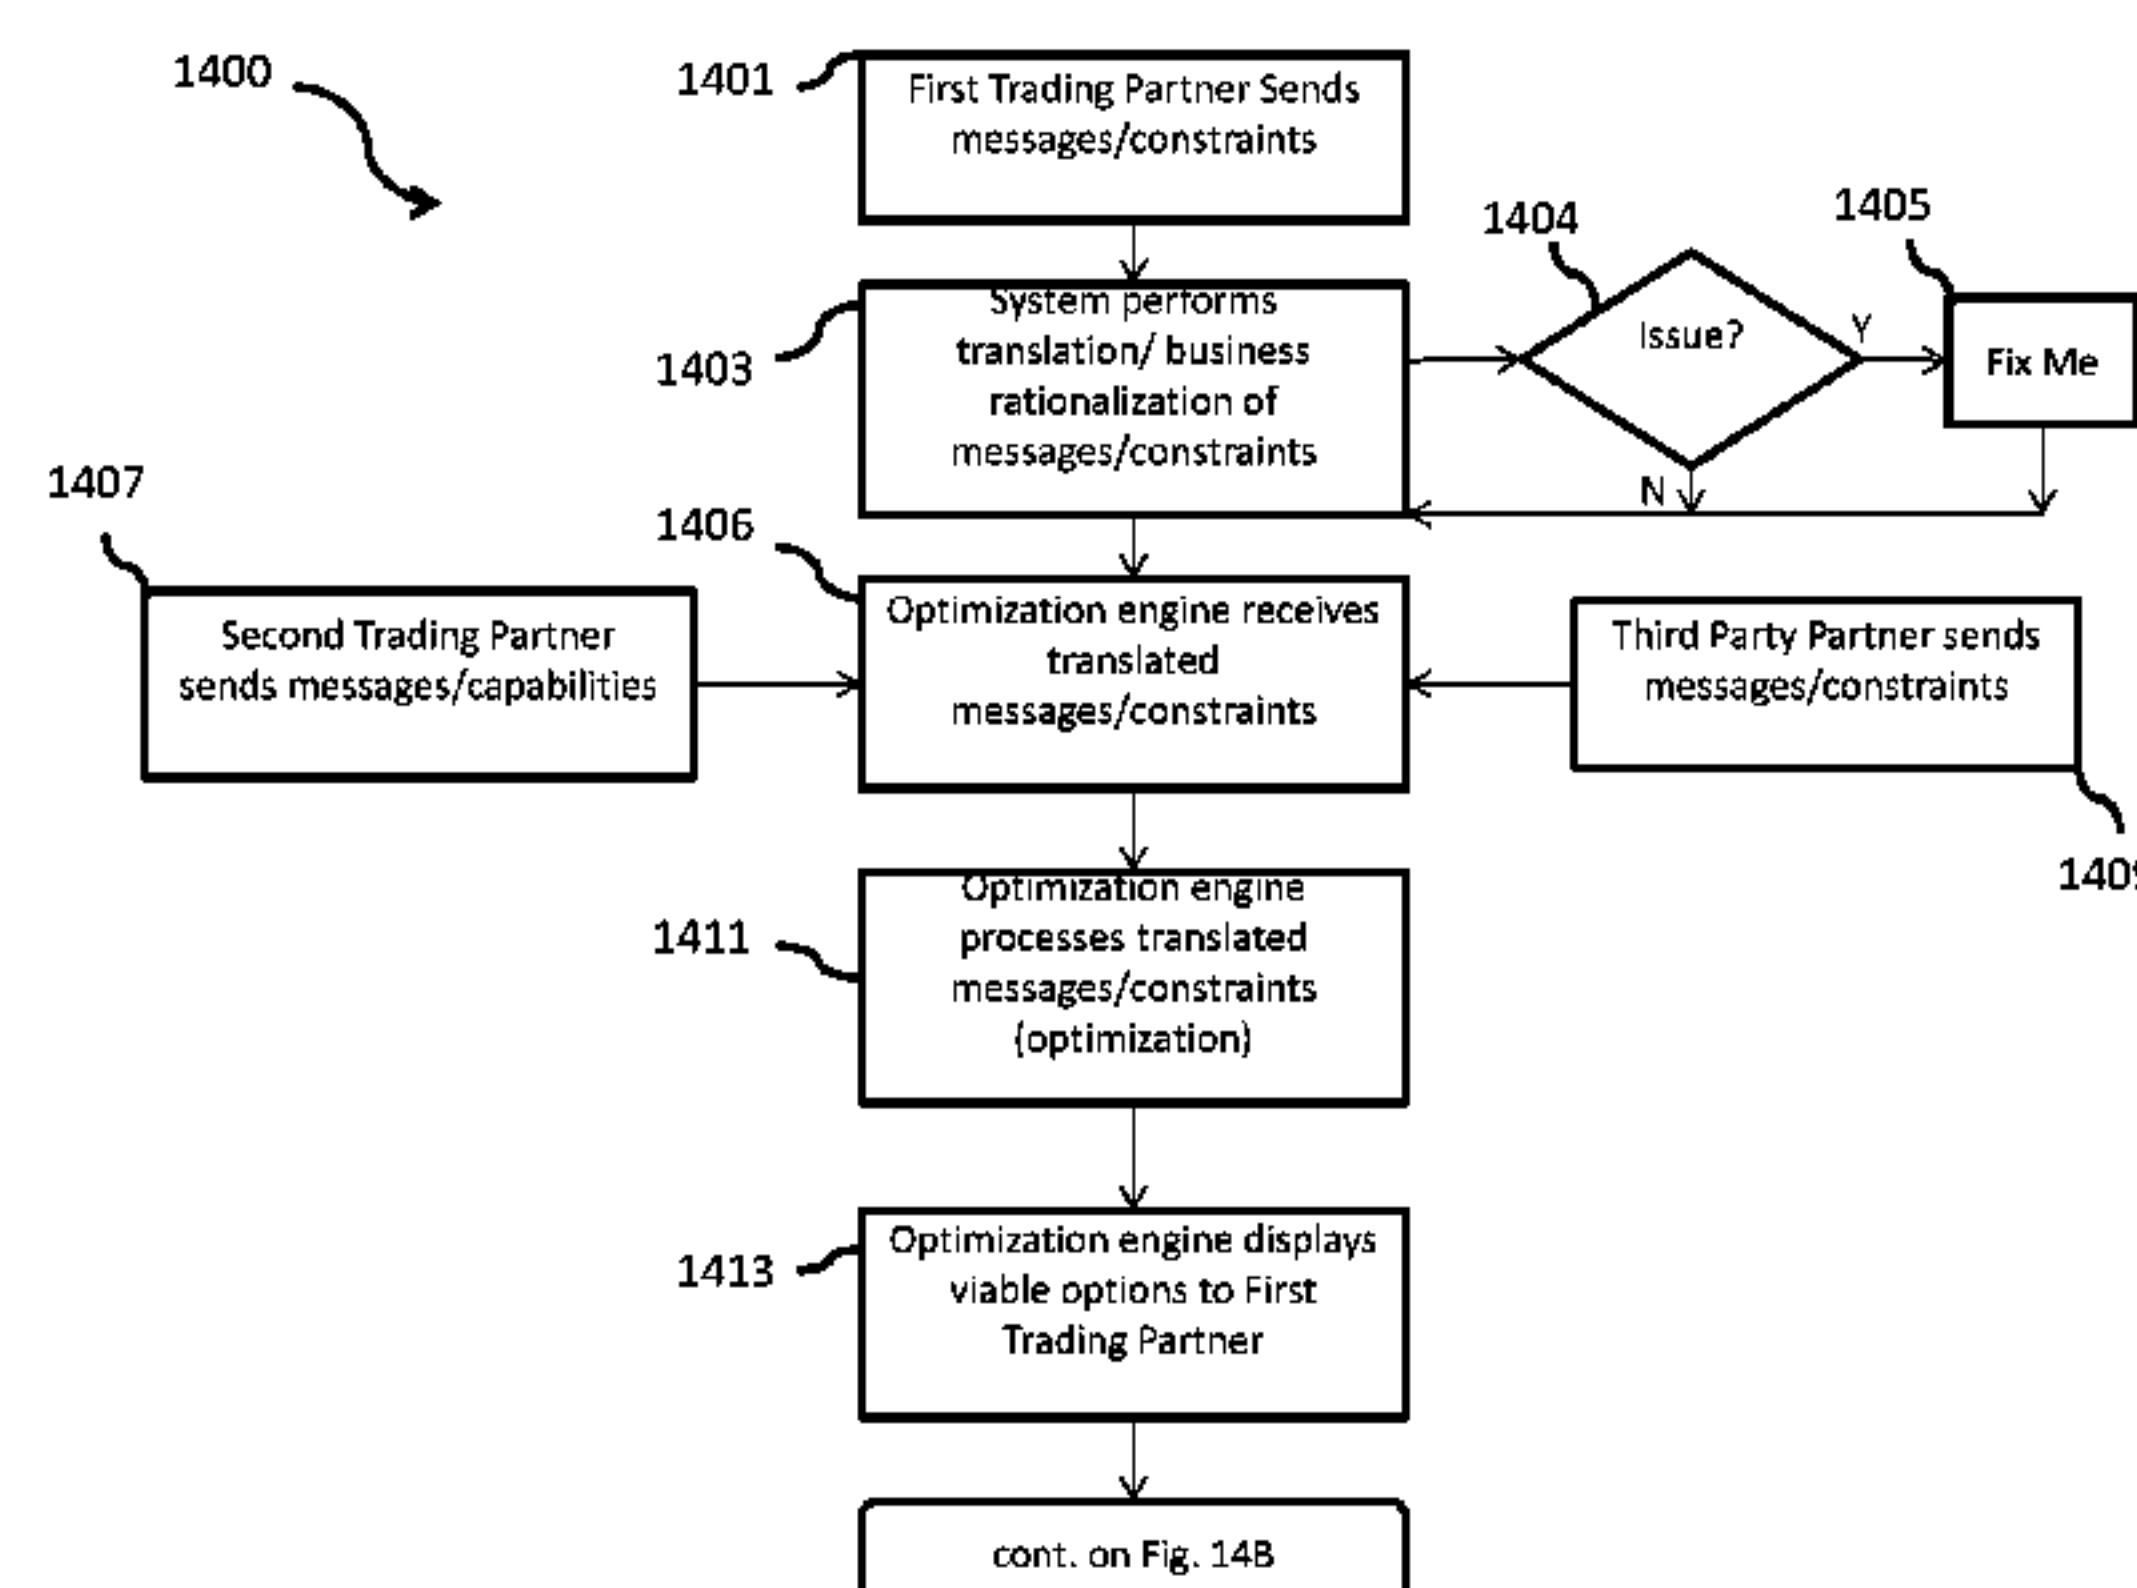 1400
1401
First Trading Partner Sends
messages/constraints
1403
System performs
translation/ business
rationalization of
messages/constraints
1404
Issue?
Y
N
1405
Fix Me
1407
Second Trading Partner
sends messages/capabilities
1406
Optimization engine receives
translated
messages/constraints
Third Party Partner sends
messages/constraints
1411
Optimization engine
processes translated
messages/constraints
(optimization)
1413
Optimization engine displays
viable options to First
Trading Partner
cont. on Fig. 14B